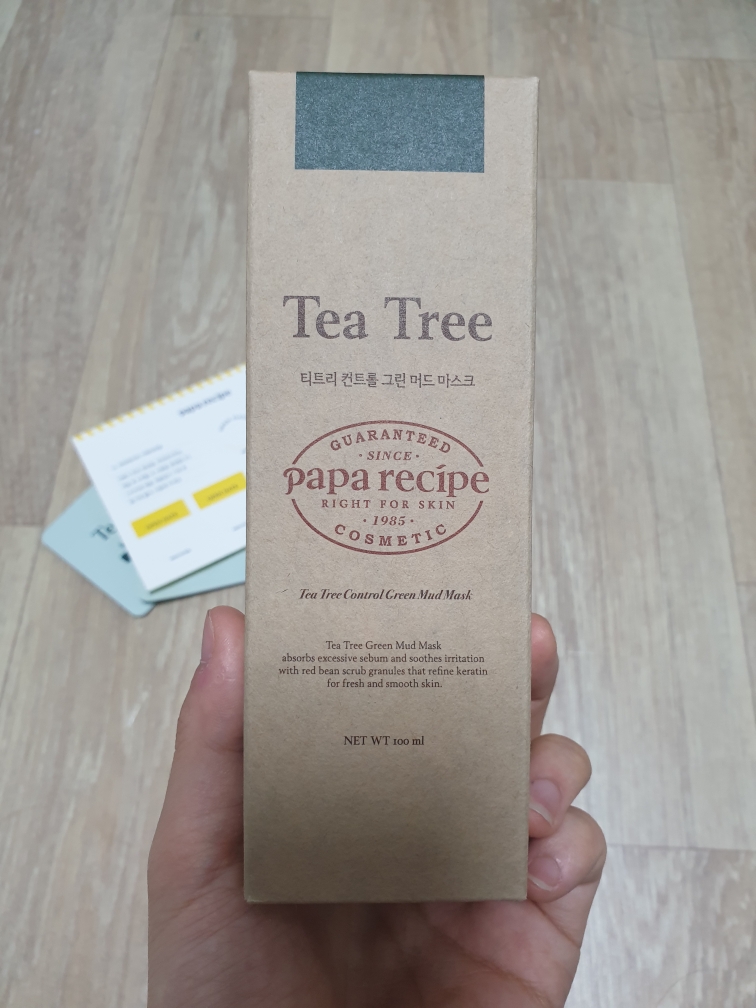 Tea Tree
티트리 컨트롤 그린 머드 마스크
GUARANTEED
· SINCE ·
papa recipe
RIGHT FOR SKIN
· 1985 ·
COSMETIC
Tea Tree Control Green Mud Mask
Tea Tree Green Mud Mask
absorbs excessive sebum and soothes irritation
with red bean scrub granules that refine keratin
for fresh and smooth skin.
NET WT 100 ml
papa recipe